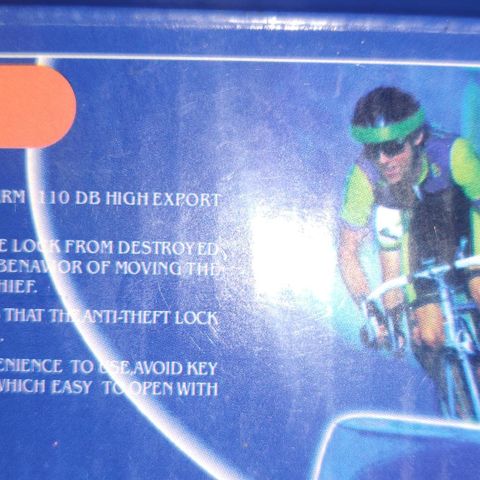 RM 110 DB HIGH EXPORT
E LOCK FROM DESTROYED
BENAVIOR OF MOVING THE
HIEF.
THAT THE ANTI-THEFT LOCK
ENIENCE TO USE,AVOID KEY
WHICH EASY TO OPEN WITH